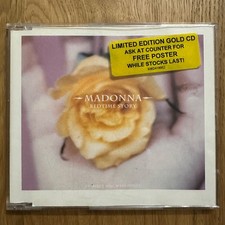 LIMITED EDITION GOLD CD
ASK AT COUNTER FOR
FREE POSTER
WHILE STOCKS LAST!
MADONNA
BEDTIME STORY